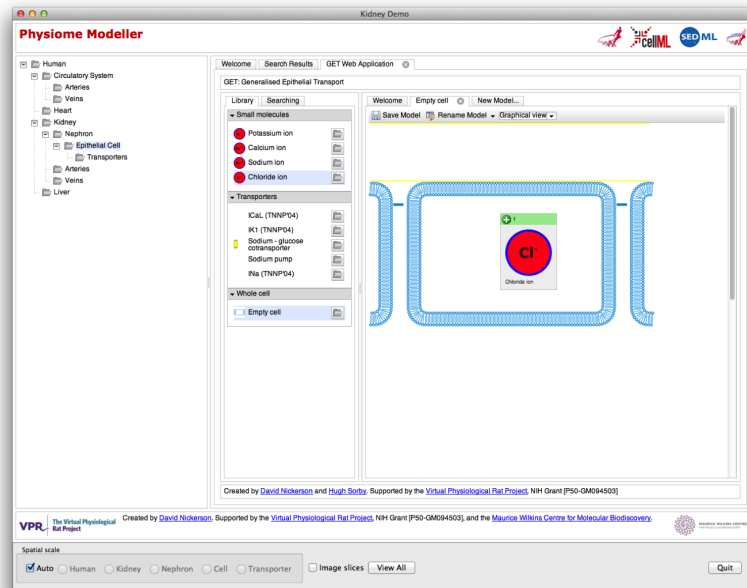 Kidney Demo
Physiome Modeller
CellML
SED ML
Human
Circulatory System
Arteries
Veins
Heart
Kidney
Nephron
Epithelial Cell
Transporters
Arteries
Veins
Liver
Welcome
Search Results
GET Web Application
GET: Generalised Epithelial Transport
Library
Searching
Small molecules
Potassium ion
Calcium ion
Sodium ion
Chloride ion
Transporters
ICaL (TNNP'04)
IK1 (TNNP'04)
Sodium - glucose
cotransporter
Sodium pump
INa (TNNP'04)
Whole cell
Empty cell
Welcome
Empty cell
New Model...
Save Model
Rename Model
Graphical view
1
Cl⁻
Chloride ion
Created by David Nickerson and Hugh Sorby. Supported by the Virtual Physiological Rat Project, NIH Grant [P50-GM094503]
VPR
The Virtual Physiological
Rat Project
Created by David Nickerson. Supported by the Virtual Physiological Rat Project, NIH Grant [P50-GM094503], and the Maurice Wilkins Centre for Molecular Biodiscovery.
MAURICE WILKINS CENTRE
Spatial scale
Auto
Human
Kidney
Nephron
Cell
Transporter
Image slices
View All
Quit